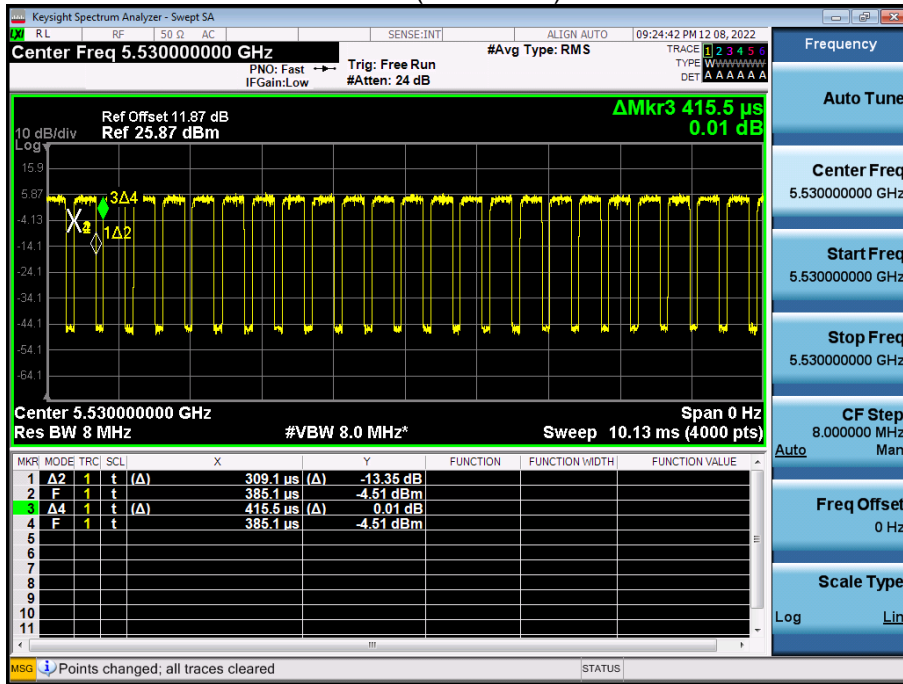 Keysight Spectrum Analyzer - Swept SA
LXI RL RF 50 Ω AC SENSE:INT ALIGN AUTO 09:24:42 PM 12 08, 2022
Center Freq 5.530000000 GHz #Avg Type: RMS TRACE 1 2 3 4 5 6
PNO: Fast Trig: Free Run TYPE WWWWWW
IFGain:Low #Atten: 24 dB DET A A A A A A
ΔMkr3 415.5 µs
Ref Offset 11.87 dB
10 dB/div Ref 25.87 dBm 0.01 dB
Log
15.9
5.87
-4.13
-14.1
-24.1
-34.1
-44.1
-54.1
-64.1
3Δ4
1Δ2
Center 5.530000000 GHz Span 0 Hz
Res BW 8 MHz #VBW 8.0 MHz* Sweep 10.13 ms (4000 pts)
MKR MODE TRC SCL X Y FUNCTION FUNCTION WIDTH FUNCTION VALUE
1 Δ2 1 t (Δ) 309.1 µs (Δ) -13.35 dB
2 F 1 t 385.1 µs -4.51 dBm
3 Δ4 1 t (Δ) 415.5 µs (Δ) 0.01 dB
4 F 1 t 385.1 µs -4.51 dBm
5
6
7
8
9
10
11
MSG Points changed; all traces cleared STATUS
Frequency
Auto Tune
Center Freq
5.530000000 GHz
Start Freq
5.530000000 GHz
Stop Freq
5.530000000 GHz
CF Step
8.000000 MHz
Auto Man
Freq Offset
0 Hz
Scale Type
Log Lin